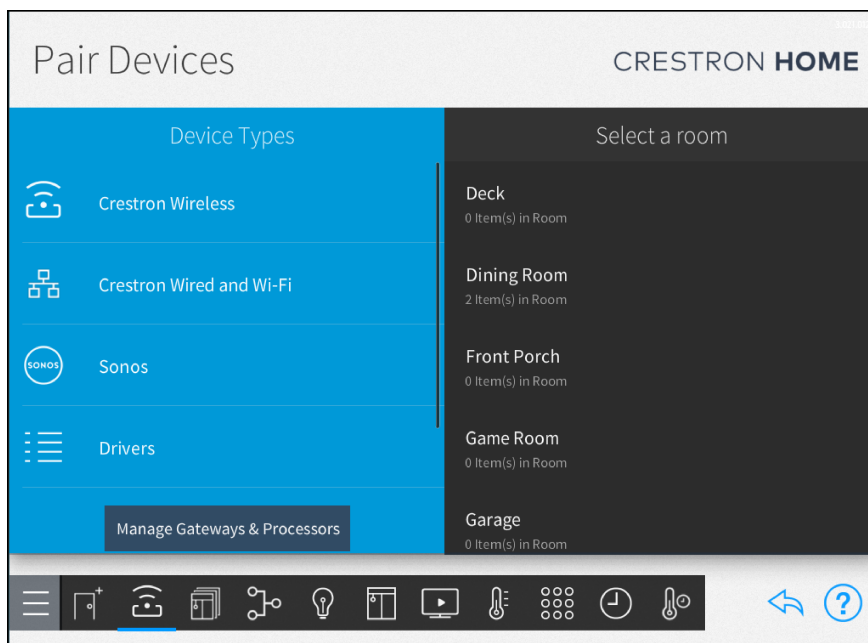 Pair Devices
CRESTRON HOME
Device Types
Select a room
Crestron Wireless
Crestron Wired and Wi-Fi
SONOS
Sonos
Drivers
Manage Gateways & Processors
Deck
0 Item(s) in Room
Dining Room
2 Item(s) in Room
Front Porch
0 Item(s) in Room
Game Room
0 Item(s) in Room
Garage
0 Item(s) in Room
?